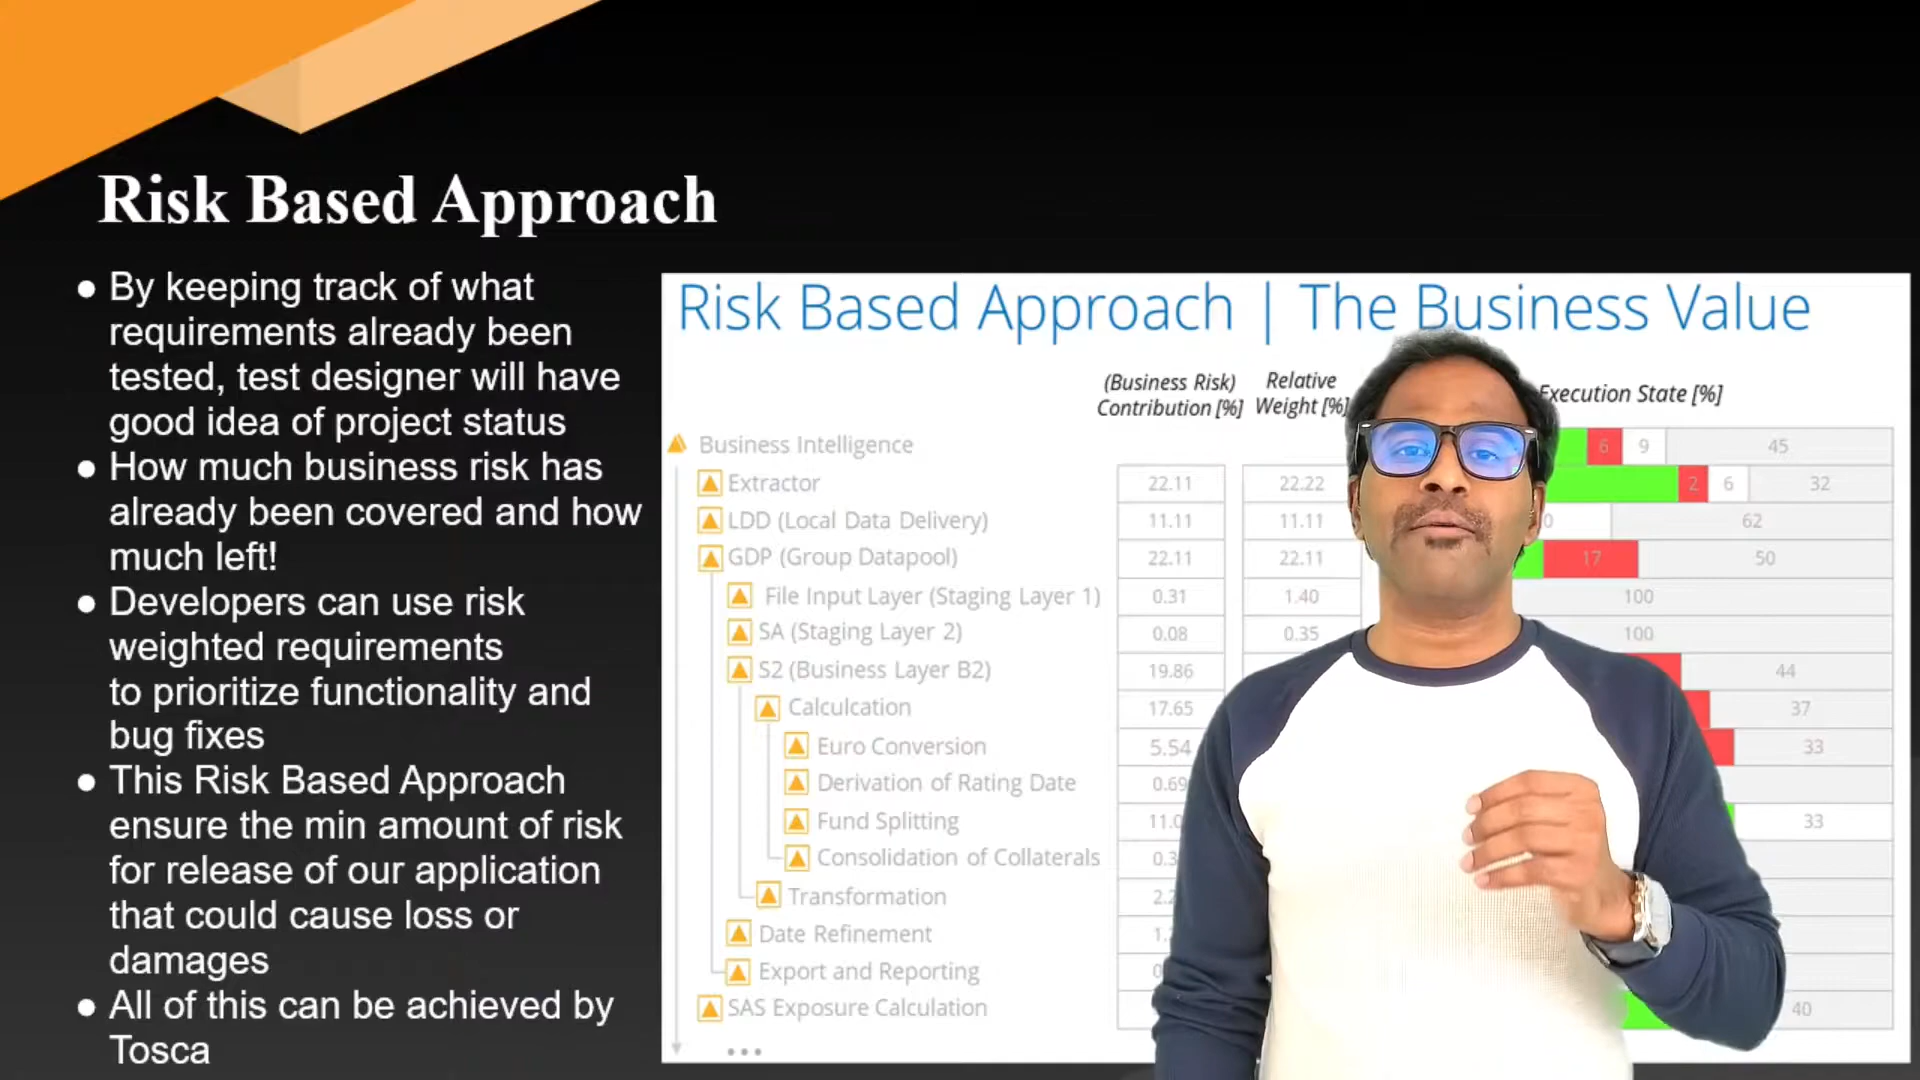 Risk Based Approach
● By keeping track of what
requirements already been
tested, test designer will have
good idea of project status
● How much business risk has
already been covered and how
much left!
● Developers can use risk
weighted requirements
to prioritize functionality and
bug fixes
● This Risk Based Approach
ensure the min amount of risk
for release of our application
that could cause loss or
damages
● All of this can be achieved by
Tosca
Risk Based Approach | The Business Value
(Business Risk) Relative
Contribution [%] Weight [%] Execution State [%]
Business Intelligence 6 9 45
Extractor 22.11 22.22 2 6 32
LDD (Local Data Delivery) 11.11 11.11 62
GDP (Group Datapool) 22.11 22.11 17 50
File Input Layer (Staging Layer 1) 0.31 1.40 100
SA (Staging Layer 2) 0.08 0.35 100
S2 (Business Layer B2) 19.86 44
Calculcation 17.65 37
Euro Conversion 5.54 33
Derivation of Rating Date 0.69
Fund Splitting 33
Consolidation of Collaterals
Transformation
Date Refinement
Export and Reporting
SAS Exposure Calculation 40
•••